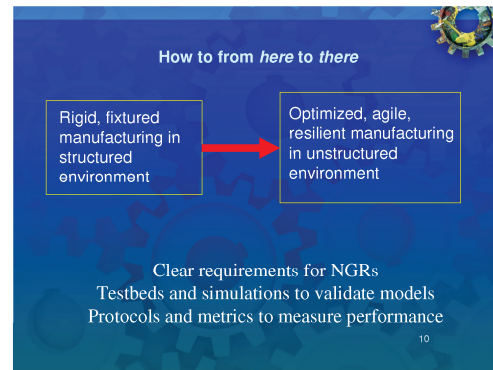 How to from here to there
Rigid, fixtured
manufacturing in
structured
environment
Optimized, agile,
resilient manufacturing
in unstructured
environment
Clear requirements for NGRs
Testbeds and simulations to validate models
Protocols and metrics to measure performance
10